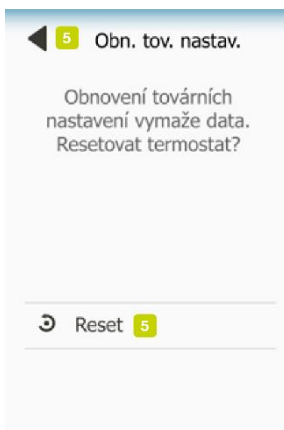 5 Obn. tov. nastav.
Obnovení továrních
nastavení vymaže data.
Resetovat termostat?
Reset 5